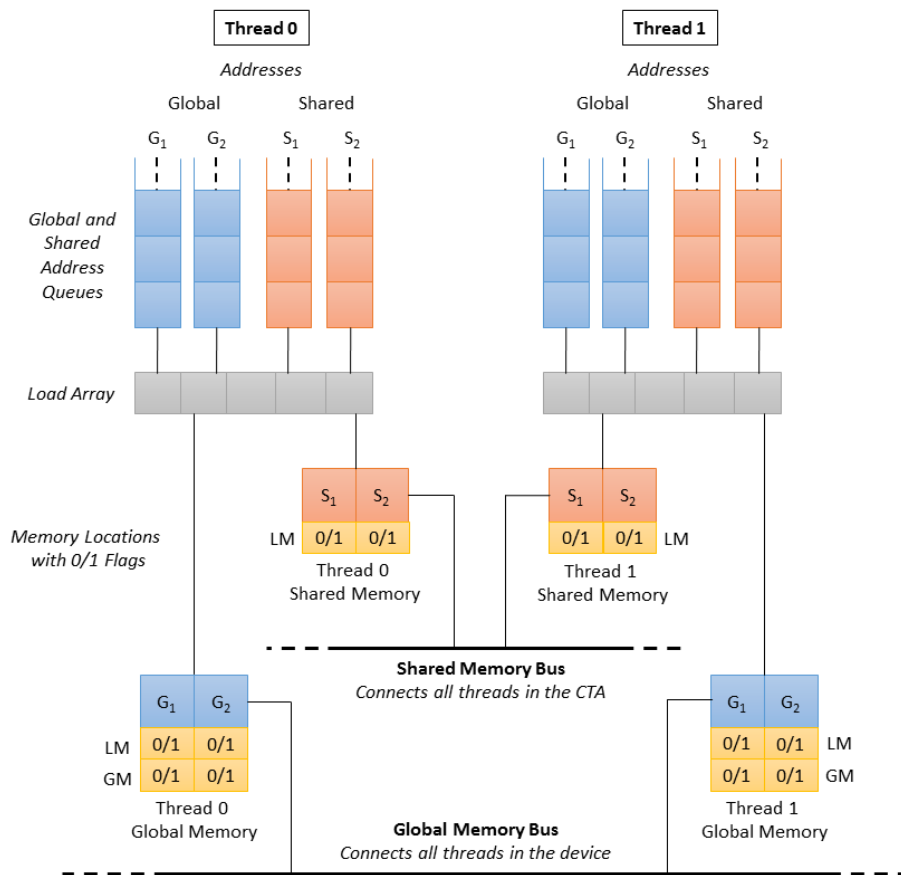 Thread 0
Thread 1
Addresses
Addresses
Global
Shared
Global
Shared
G₁
G₂
S₁
S₂
G₁
G₂
S₁
S₂
Global and
Shared
Address
Queues
Load Array
S₁
S₂
S₁
S₂
LM
0/1
0/1
0/1
0/1
LM
Memory Locations
with 0/1 Flags
Thread 0
Shared Memory
Thread 1
Shared Memory
Shared Memory Bus
Connects all threads in the CTA
G₁
G₂
G₁
G₂
LM
0/1
0/1
0/1
0/1
LM
GM
0/1
0/1
0/1
0/1
GM
Thread 0
Global Memory
Thread 1
Global Memory
Global Memory Bus
Connects all threads in the device